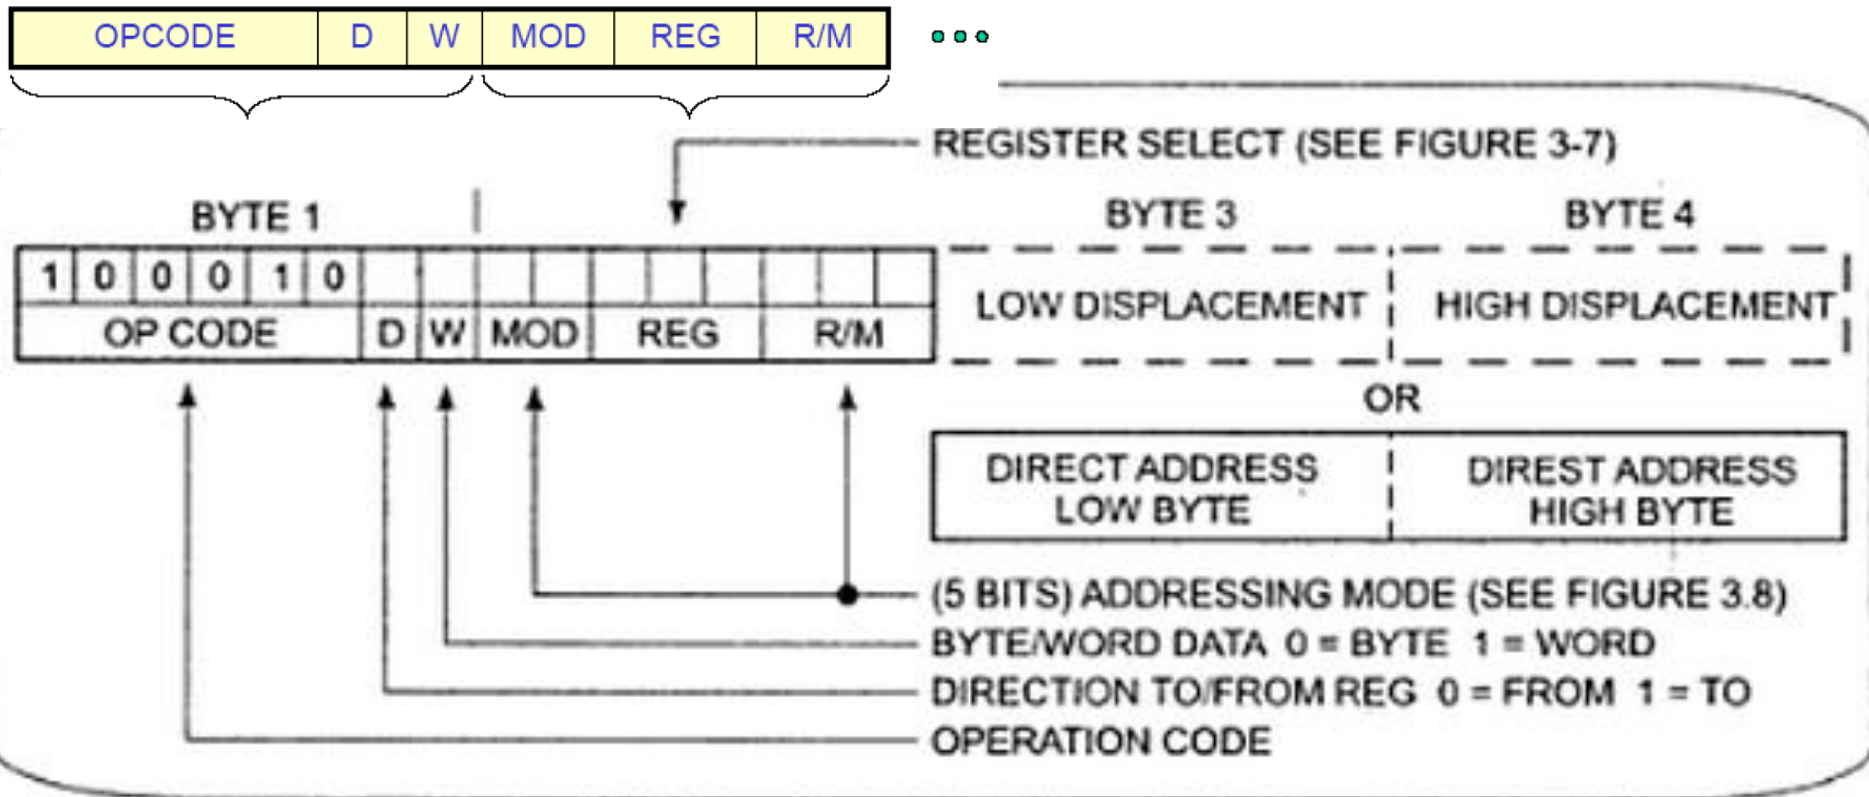 OPCODE D W MOD REG R/M
REGISTER SELECT (SEE FIGURE 3-7)
BYTE 1 BYTE 3 BYTE 4
1 0 0 0 1 0
LOW DISPLACEMENT HIGH DISPLACEMENT
OP CODE D W MOD REG R/M
OR
DIRECT ADDRESS LOW BYTE
DIREST ADDRESS HIGH BYTE
(5 BITS) ADDRESSING MODE (SEE FIGURE 3.8)
BYTE/WORD DATA 0 = BYTE 1 = WORD
DIRECTION TO/FROM REG 0 = FROM 1 = TO
OPERATION CODE